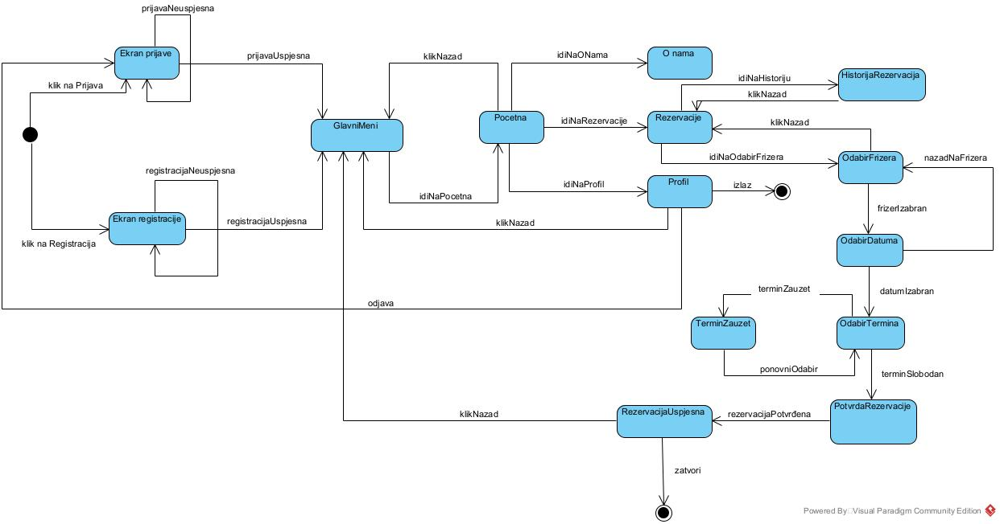 prijavaNeuspjesna
Ekran prijave
prijavaUspjesna
klik na Prijava
klikNazad
idiNaONama
O nama
idiNaHistoriju
HistorijaRezervacija
klikNazad
GlavniMeni
Pocetna
idiNaRezervacije
Rezervacije
klikNazad
idiNaOdabirFrizera
OdabirFrizera
nazadNaFrizera
registracijaNeuspjesna
idiNaPocetna
idiNaProfil
Profil
izlaz
Ekran registracije
registracijaUspjesna
klikNazad
frizerIzabran
klik na Registracija
OdabirDatuma
terminZauzet
datumIzabran
odjava
TerminZauzet
OdabirTermina
ponovniOdabir
terminSlobodan
klikNazad
RezervacijaUspjesna
rezervacijaPotvrđena
PotvrdaRezervacije
zatvori
Powered By Visual Paradigm Community Edition